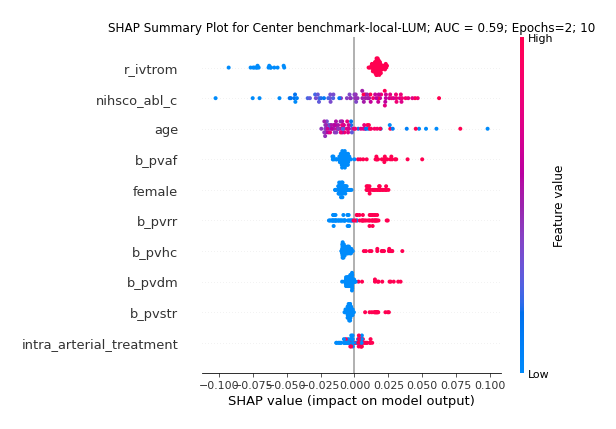 SHAP Summary Plot for Center benchmark-local-LUM; AUC = 0.59; Epochs=2; 10
High
r_ivtrom
nihsco_abl_c
age
b_pvaf
female
b_pvrr
b_pvhc
b_pvdm
b_pvstr
intra_arterial_treatment
Feature value
Low
−0.100 −0.075 −0.050 −0.025 0.000 0.025 0.050 0.075 0.100
SHAP value (impact on model output)